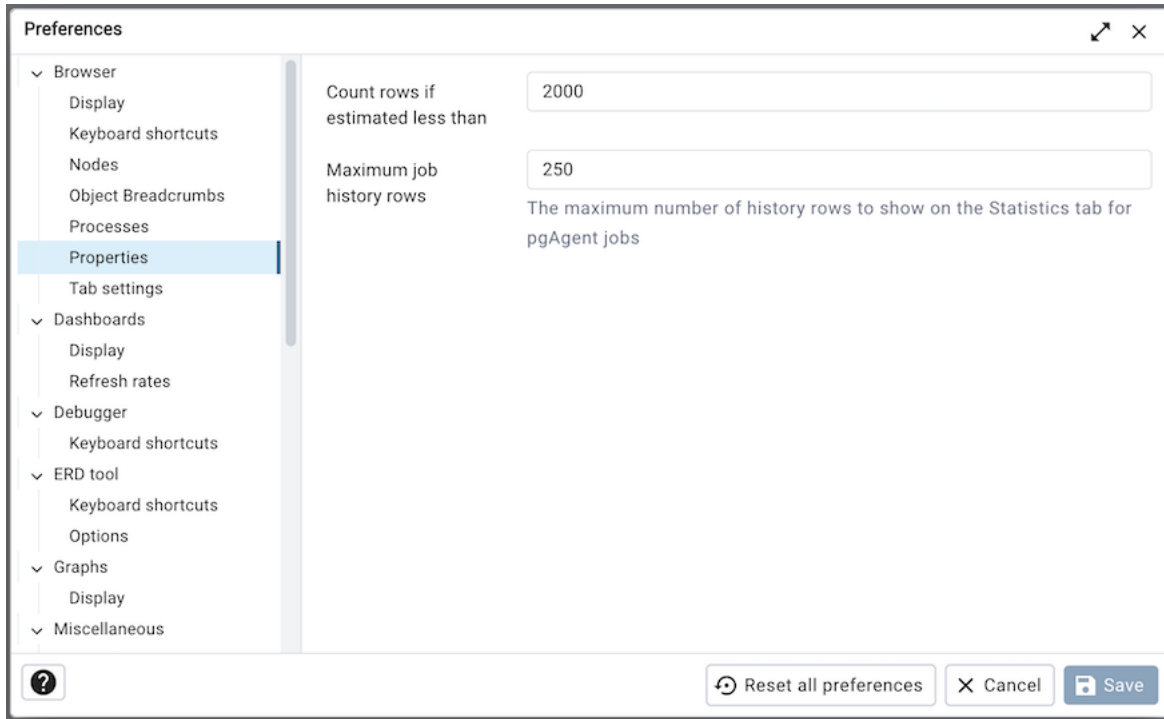 Preferences
Browser
Display
Keyboard shortcuts
Nodes
Object Breadcrumbs
Processes
Properties
Tab settings
Dashboards
Display
Refresh rates
Debugger
Keyboard shortcuts
ERD tool
Keyboard shortcuts
Options
Graphs
Display
Miscellaneous
Count rows if
estimated less than
2000
Maximum job
history rows
250
The maximum number of history rows to show on the Statistics tab for
pgAgent jobs
?
Reset all preferences
Cancel
Save